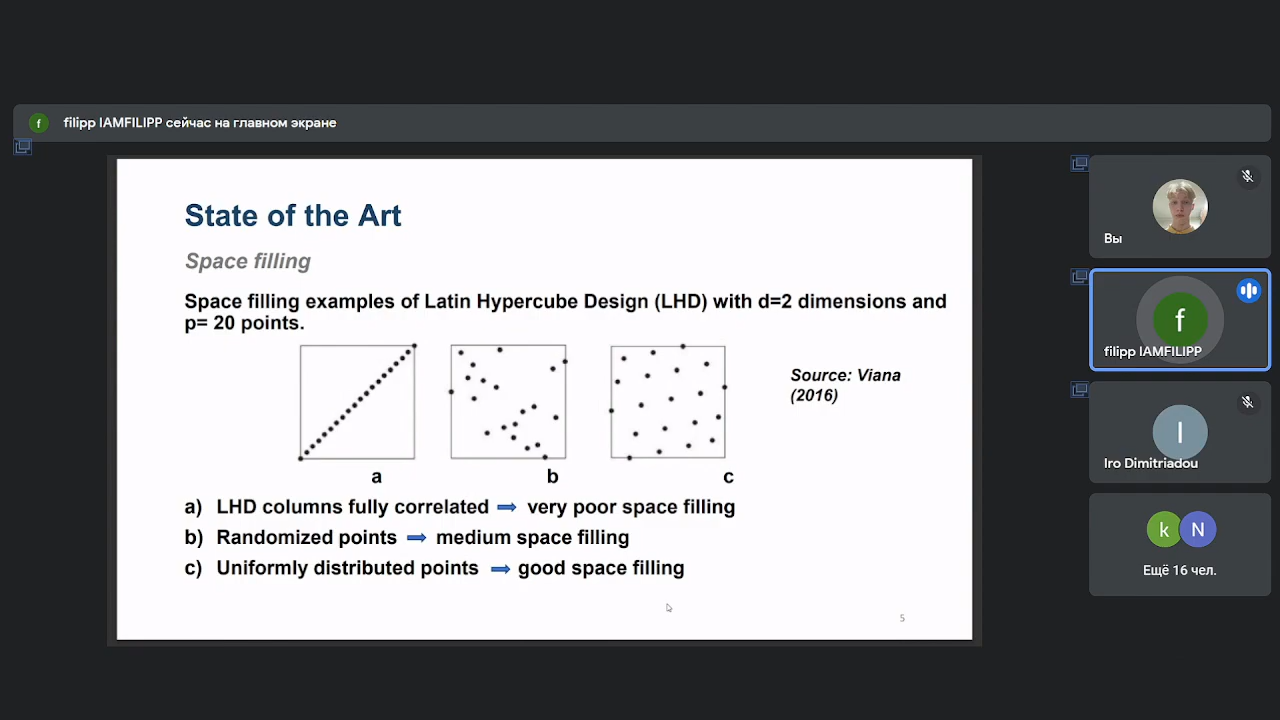 f filipp IAMFILIPP сейчас на главном экране
State of the Art
Space filling
Space filling examples of Latin Hypercube Design (LHD) with d=2 dimensions and
p= 20 points.
Source: Viana
(2016)
a b c
a) LHD columns fully correlated ➡ very poor space filling
b) Randomized points ➡ medium space filling
c) Uniformly distributed points ➡ good space filling
5
Вы
f
filipp IAMFILIPP
I
Iro Dimitriadou
k N
Ещё 16 чел.